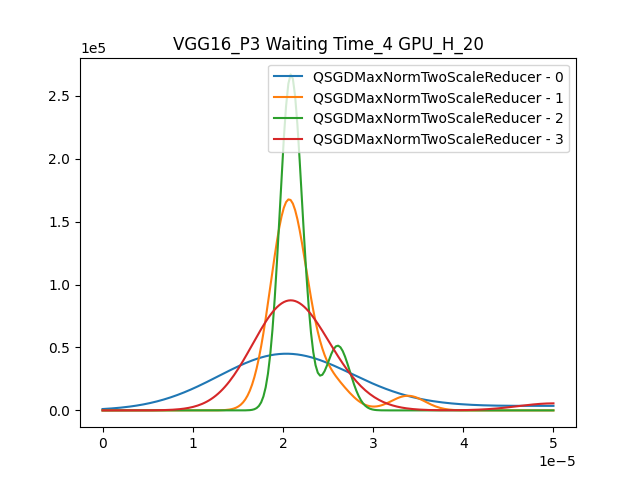 VGG16_P3 Waiting Time_4 GPU_H_20
1e5
QSGDMaxNormTwoScaleReducer - 0
QSGDMaxNormTwoScaleReducer - 1
QSGDMaxNormTwoScaleReducer - 2
QSGDMaxNormTwoScaleReducer - 3
2.5
2.0
1.5
1.0
0.5
0.0
0 1 2 3 4 5
1e−5